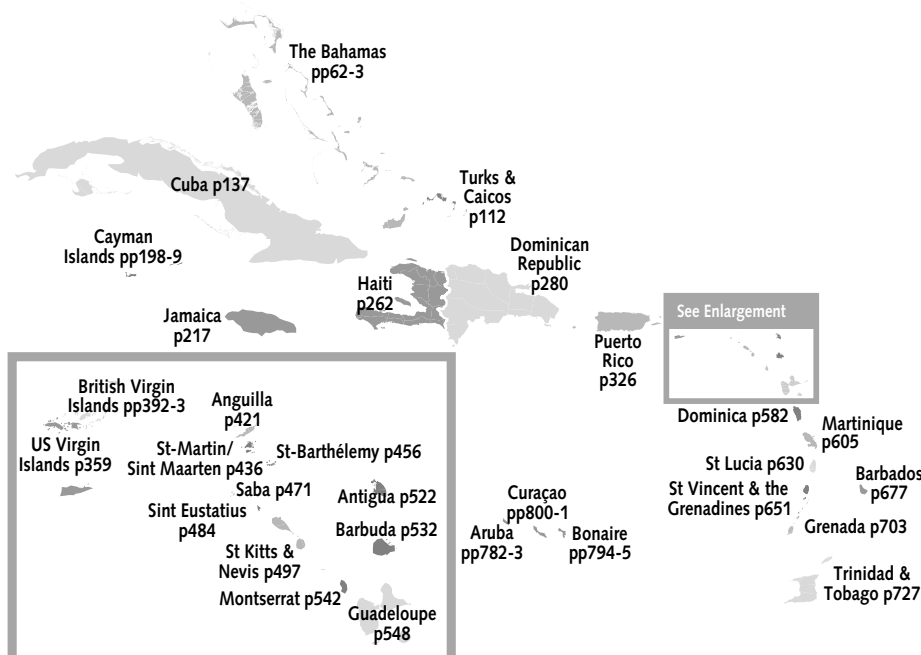 The Bahamas
pp62-3
Cuba p137
Turks &
Caicos
p112
Cayman
Islands pp198-9
Dominican
Republic
p280
Haiti
p262
Jamaica
p217
See Enlargement
Puerto
Rico
p326
British Virgin
Islands pp392-3
Anguilla
p421
US Virgin
Islands p359
St-Martin/
Sint Maarten p436
St-Barthélemy p456
Saba p471
Sint Eustatius
p484
Antigua p522
Barbuda p532
St Kitts &
Nevis p497
Montserrat p542
Guadeloupe
p548
Curaçao
pp800-1
Aruba
pp782-3
Bonaire
pp794-5
Dominica p582
Martinique
p605
St Lucia p630
St Vincent & the
Grenadines p651
Barbados
p677
Grenada p703
Trinidad &
Tobago p727